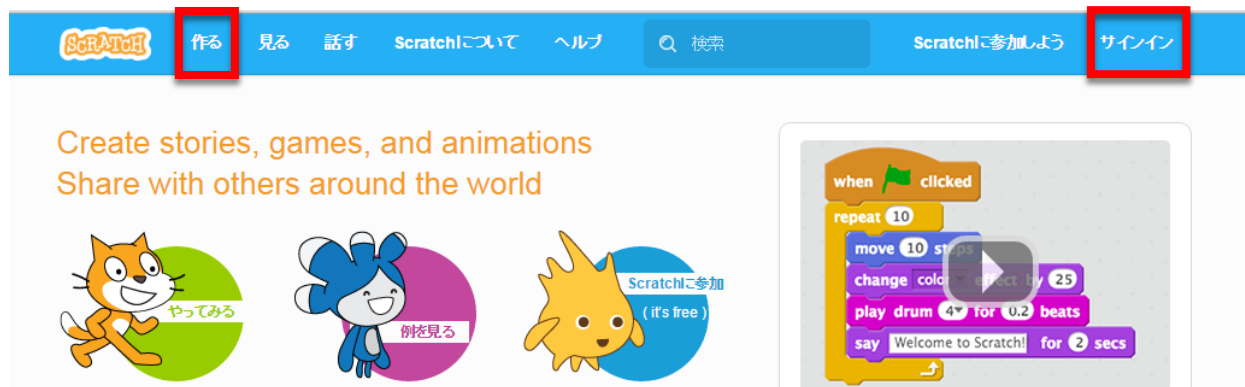 SCRATCH 作る 見る 話す Scratchについて ヘルプ 検索 Scratchに参加しよう サインイン
Create stories, games, and animations
Share with others around the world
やってみる
例を見る
Scratchに参加
( it's free )
when clicked
repeat 10
move 10 steps
change color effect by 25
play drum 4 for 0.2 beats
say Welcome to Scratch! for 2 secs